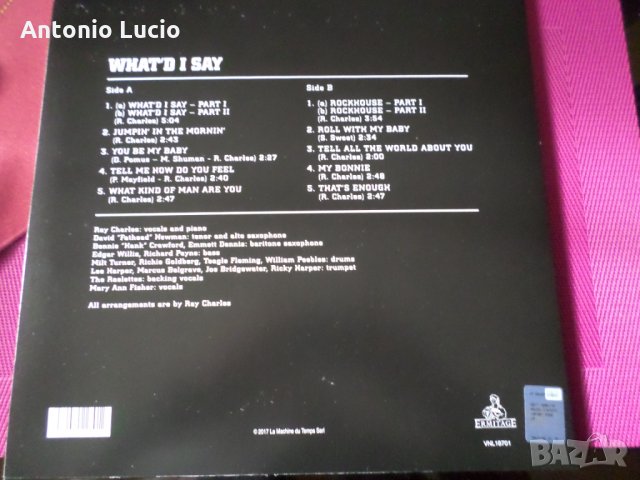 Antonio Lucio
WHAT'D I SAY
Side A
1. (a) WHAT'D I SAY – PART I
(b) WHAT'D I SAY – PART II
(R. Charles) 5:04
2. JUMPIN' IN THE MORNIN'
(R. Charles) 2:43
3. YOU BE MY BABY
(D. Pomus – M. Shuman - R. Charles) 2:27
4. TELL ME HOW DO YOU FEEL
(P. Mayfield - R. Charles) 2:40
5. WHAT KIND OF MAN ARE YOU
(R. Charles) 2:47
Side B
1. (a) ROCKHOUSE – PART I
(b) ROCKHOUSE – PART II
(R. Charles) 3:54
2. ROLL WITH MY BABY
(S. Sweet) 2:34
3. TELL ALL THE WORLD ABOUT YOU
(R. Charles) 2:00
4. MY BONNIE
(R. Charles) 2:48
5. THAT'S ENOUGH
(R. Charles) 2:47
Ray Charles: vocals and piano
David "Fathead" Newman: tenor and alto saxophone
Bennie "Hank" Crawford, Emmett Dennis: baritone saxophone
Edgar Willis, Richard Payne: bass
Milt Turner, Richie Goldberg, Teagle Fleming, William Peebles: drums
Lee Harper, Marcus Belgrave, Joe Bridgewater, Ricky Harper: trumpet
The Raelettes: backing vocals
Mary Ann Fisher: vocals
All arrangements are by Ray Charles
© 2017 La Machine du Temps Sarl
ERMITAGE
VNL18701
BAZAR